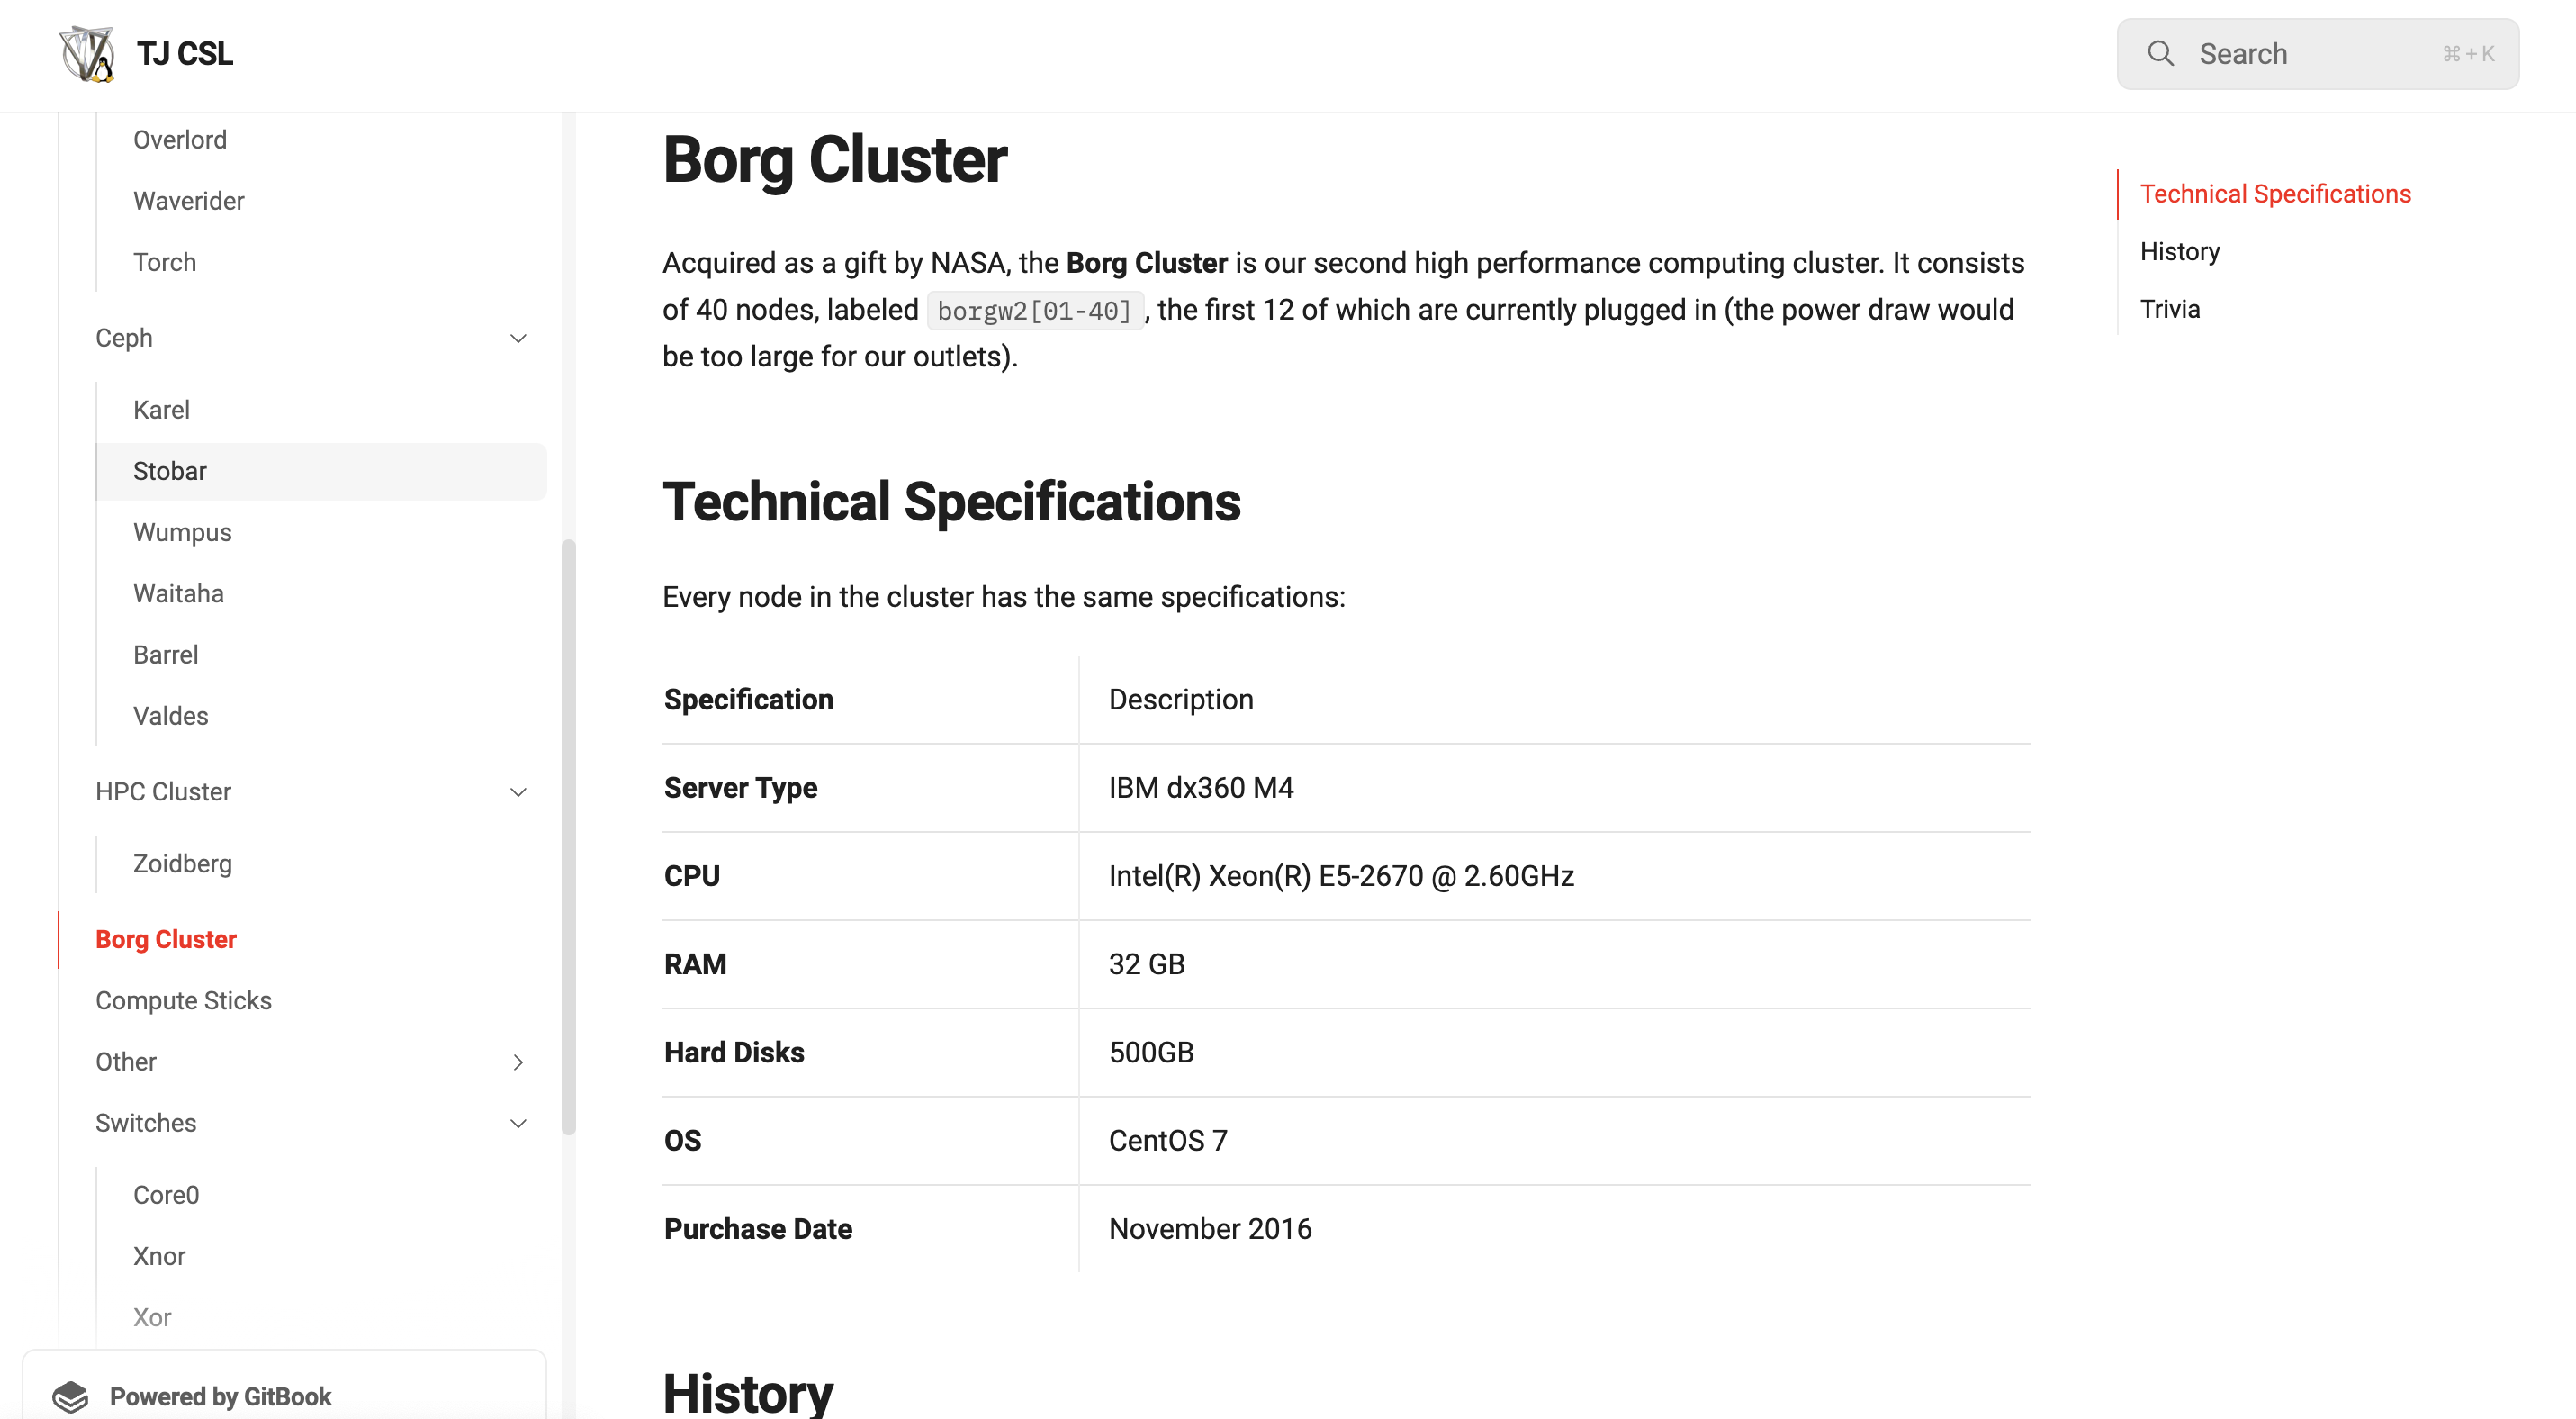 TJ CSL
Search
⌘+K
Overlord
Waverider
Torch
Ceph
Karel
Stobar
Wumpus
Waitaha
Barrel
Valdes
HPC Cluster
Zoidberg
Borg Cluster
Compute Sticks
Other
Switches
Core0
Xnor
Xor
Powered by GitBook
Borg Cluster
Acquired as a gift by NASA, the Borg Cluster is our second high performance computing cluster. It consists
of 40 nodes, labeled borgw2[01-40], the first 12 of which are currently plugged in (the power draw would
be too large for our outlets).
Technical Specifications
Every node in the cluster has the same specifications:
Specification Description
Server Type IBM dx360 M4
CPU Intel(R) Xeon(R) E5-2670 @ 2.60GHz
RAM 32 GB
Hard Disks 500GB
OS CentOS 7
Purchase Date November 2016
History
Technical Specifications
History
Trivia